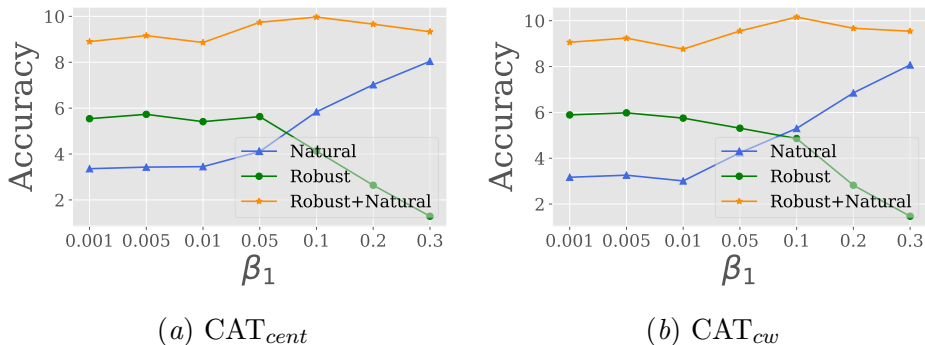 10
8
6
4
2
Accuracy
Natural
Robust
Robust+Natural
0.001 0.005 0.01 0.05 0.1 0.2 0.3
β₁
(a) CAT_cent
10
8
6
4
2
Accuracy
Natural
Robust
Robust+Natural
0.001 0.005 0.01 0.05 0.1 0.2 0.3
β₁
(b) CAT_cw